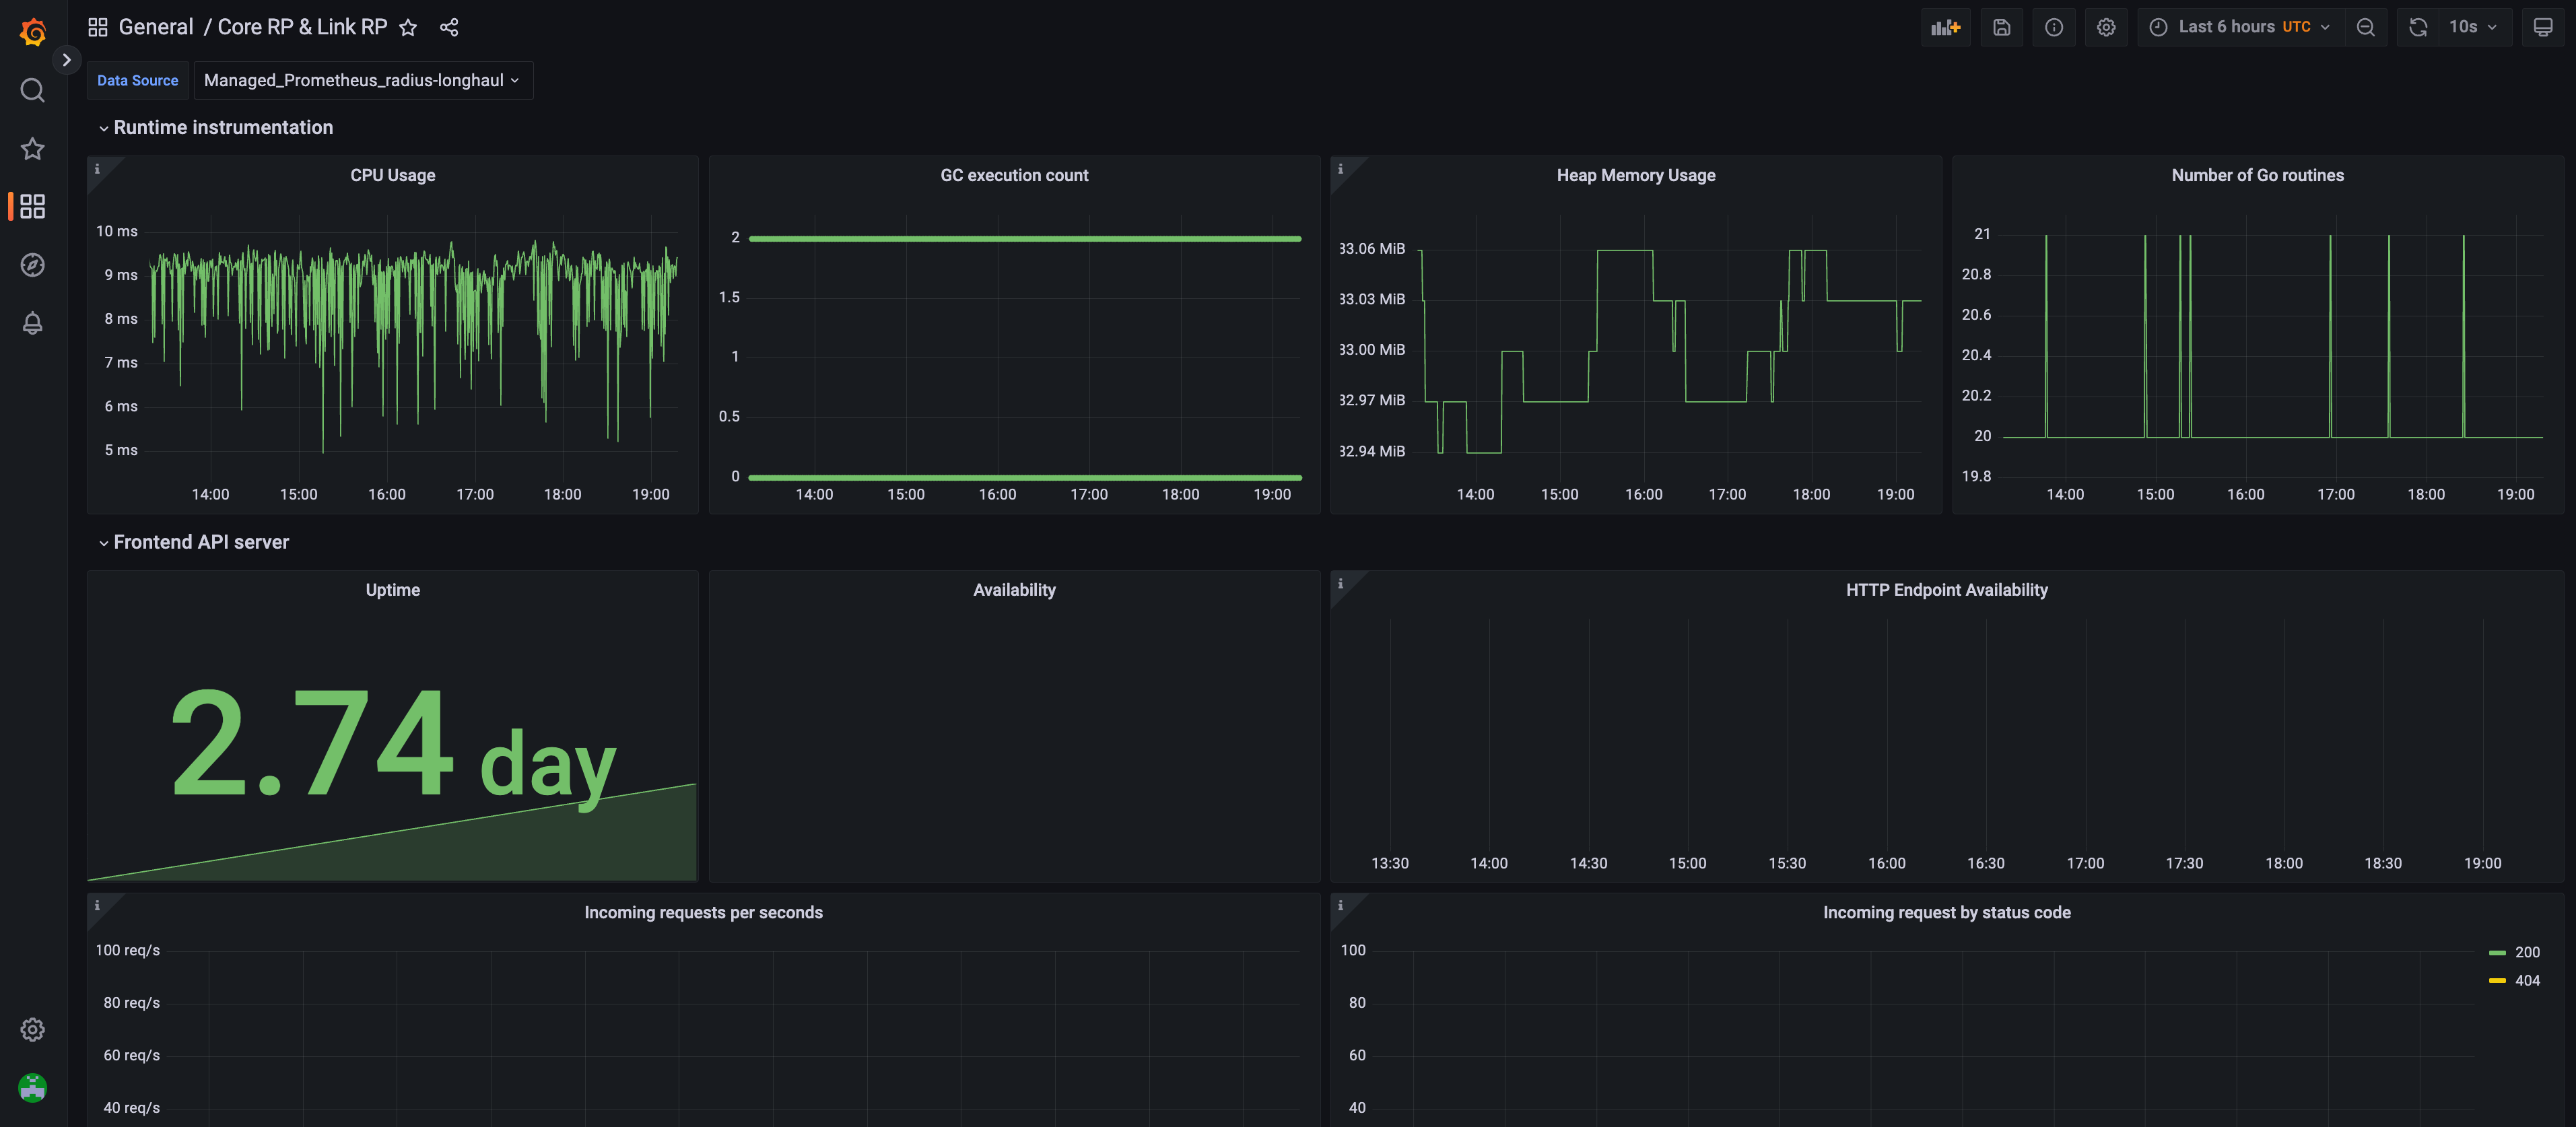 General / Core RP & Link RP
Last 6 hours UTC
10s
Data Source
Managed_Prometheus_radius-longhaul
Runtime instrumentation
CPU Usage
10 ms
9 ms
8 ms
7 ms
6 ms
5 ms
14:00 15:00 16:00 17:00 18:00 19:00
GC execution count
2
1.5
1
0.5
0
14:00 15:00 16:00 17:00 18:00 19:00
Heap Memory Usage
33.06 MiB
33.03 MiB
33.00 MiB
32.97 MiB
32.94 MiB
14:00 15:00 16:00 17:00 18:00 19:00
Number of Go routines
21
20.8
20.6
20.4
20.2
20
19.8
14:00 15:00 16:00 17:00 18:00 19:00
Frontend API server
Uptime
2.74 day
Availability
HTTP Endpoint Availability
13:30 14:00 14:30 15:00 15:30 16:00 16:30 17:00 17:30 18:00 18:30 19:00
Incoming requests per seconds
100 req/s
80 req/s
60 req/s
40 req/s
Incoming request by status code
100
80
60
40
200
404